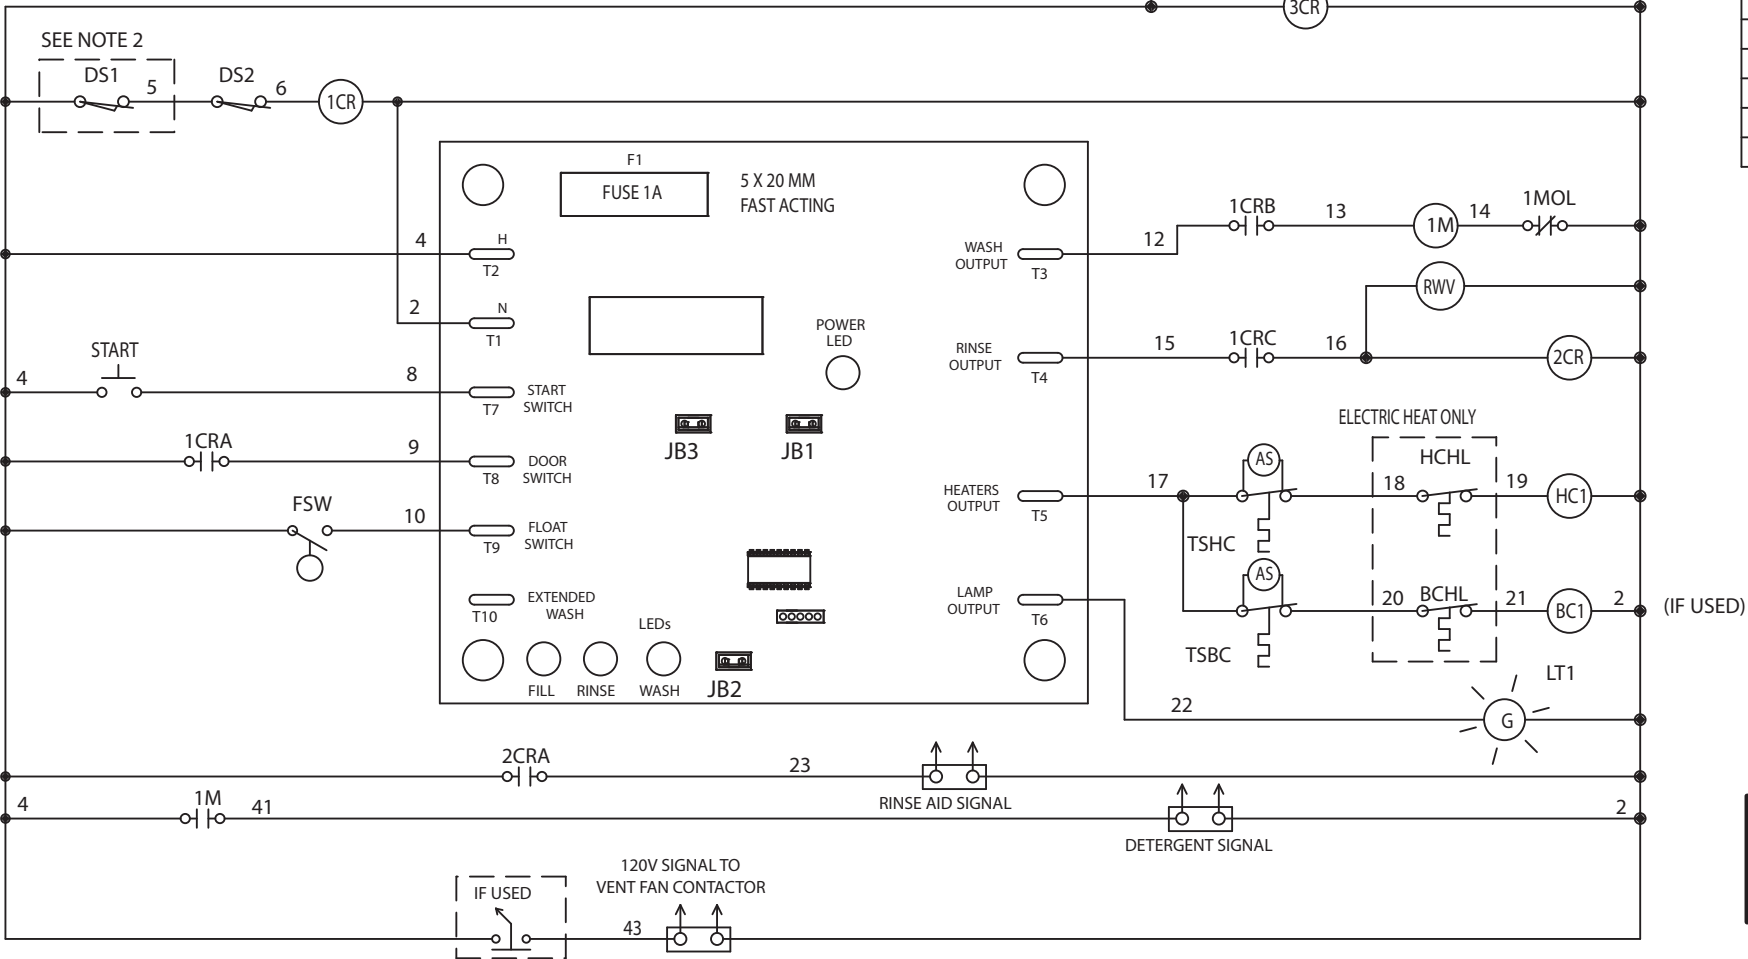 3CR
SEE NOTE 2
DS1
5
DS2
6
1CR
F1
FUSE 1A
5 X 20 MM
FAST ACTING
4
H
T2
2
N
T1
START
4
8
START
SWITCH
T7
1CRA
9
DOOR
SWITCH
T8
FSW
10
FLOAT
SWITCH
T9
EXTENDED
WASH
T10
POWER
LED
JB3
JB1
LEDs
FILL
RINSE
WASH
JB2
WASH
OUTPUT
T3
12
1CRB
13
1M
14
1MOL
RWV
RINSE
OUTPUT
T4
15
1CRC
16
2CR
ELECTRIC HEAT ONLY
HEATERS
OUTPUT
T5
17
AS
TSHC
18
HCHL
19
HC1
AS
TSBC
20
BCHL
21
BC1
2
(IF USED)
LAMP
OUTPUT
T6
22
LT1
G
2CRA
23
RINSE AID SIGNAL
4
1M
41
2
DETERGENT SIGNAL
IF USED
120V SIGNAL TO
VENT FAN CONTACTOR
43